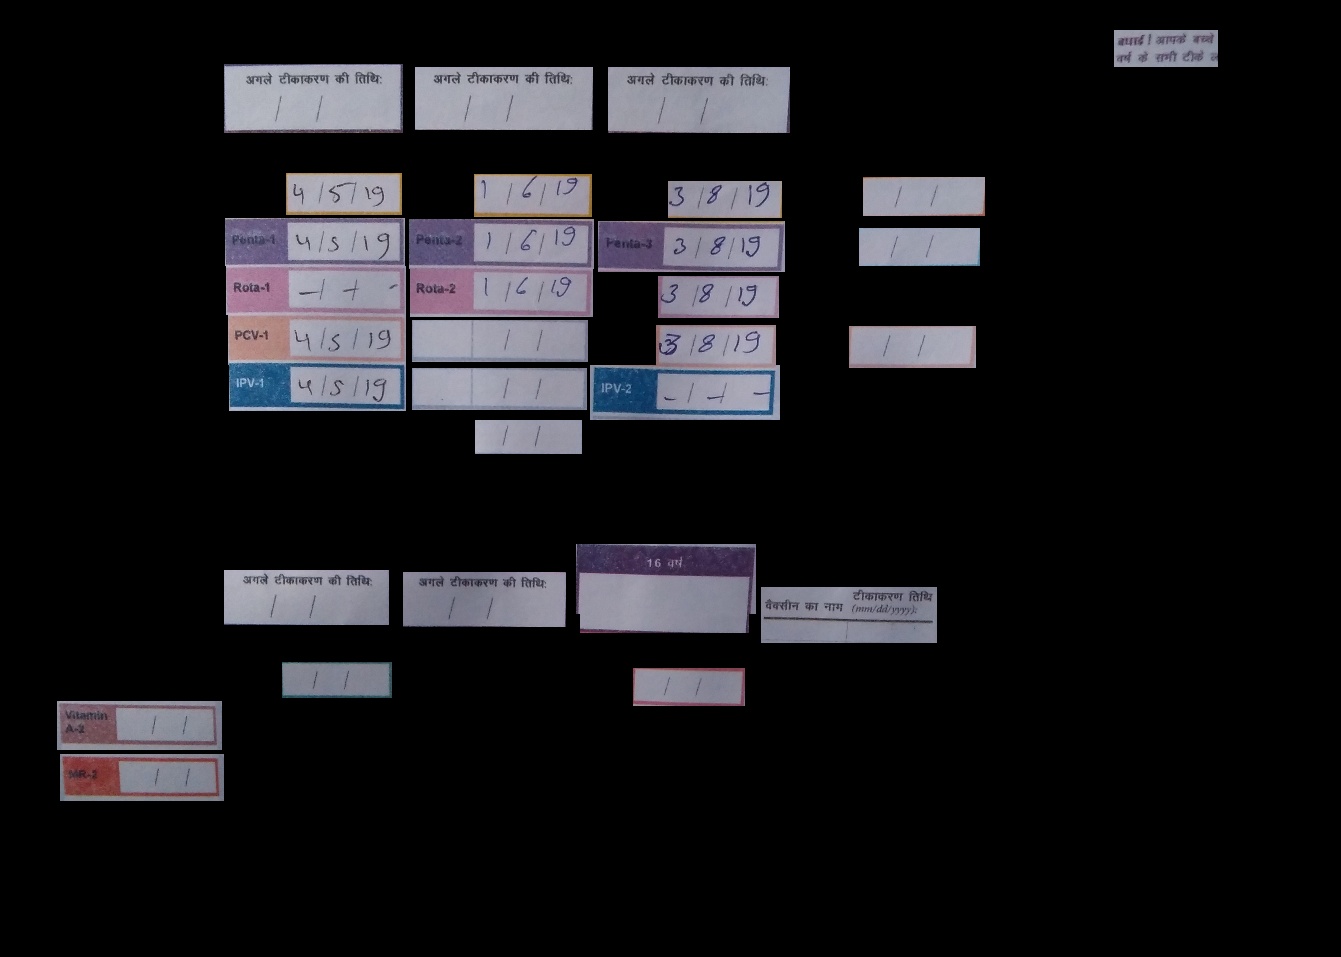 बधाई! आपके बच्चे
वर्ष के सभी टीके ल
अगले टीकाकरण की तिथि: अगले टीकाकरण की तिथि: अगले टीकाकरण की तिथि:
/ / / / / /
4/5/19 1/6/19 3/8/19 / /
Penta-1 4/5/19 Penta-2 1/6/19 Penta-3 3/8/19 / /
Rota-1 -/ + - Rota-2 1/6/19 3/8/19
PCV-1 4/5/19 / / 3/8/19 / /
IPV-1 4/5/19 / / IPV-2 -/ -/ -
/ /
16 वर्ष
अगले टीकाकरण की तिथि: अगले टीकाकरण की तिथि:
/ / / /
वैक्सीन का नाम टीकाकरण तिथि
(mm/dd/yyyy):
/ / / /
Vitamin
A-2 / /
MR-2 / /